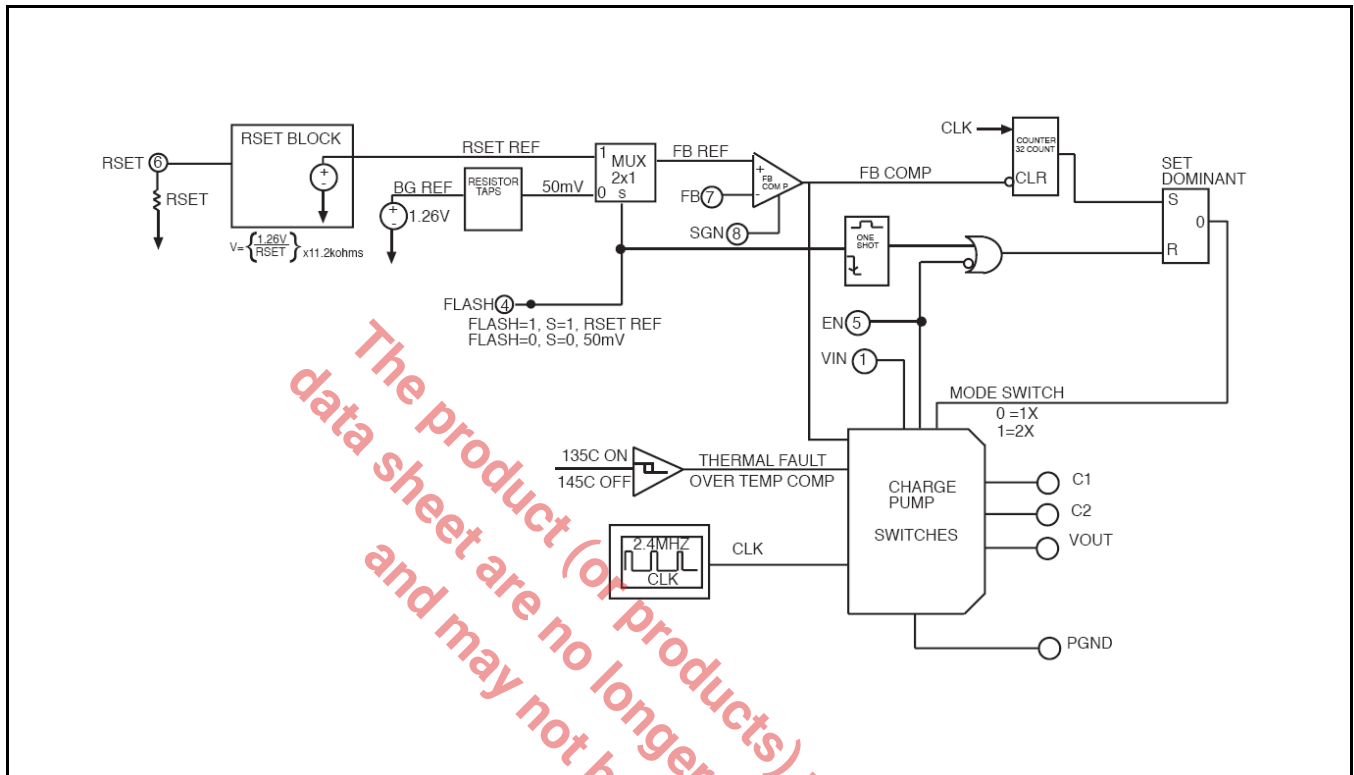 RSET BLOCK
RSET 6
RSET
V= {1.26V/RSET} x11.2kohms
RSET REF
BG REF
+
-
1.26V
RESISTOR
TAPS
50mV
1
MUX
2x1
0 s
FB REF
FB 7
SGN 8
+
FB
COM P
-
FB COMP
CLK
COUNTER
32 COUNT
CLR
SET
DOMINANT
S
0
R
ONE
SHOT
FLASH 4
FLASH=1, S=1, RSET REF
FLASH=0, S=0, 50mV
EN 5
VIN 1
MODE SWITCH
0 =1X
1=2X
135C ON
145C OFF
THERMAL FAULT
OVER TEMP COMP
2.4MHZ
CLK
CLK
CHARGE
PUMP
SWITCHES
C1
C2
VOUT
PGND
The product (or products)
data sheet are no longer
and may not